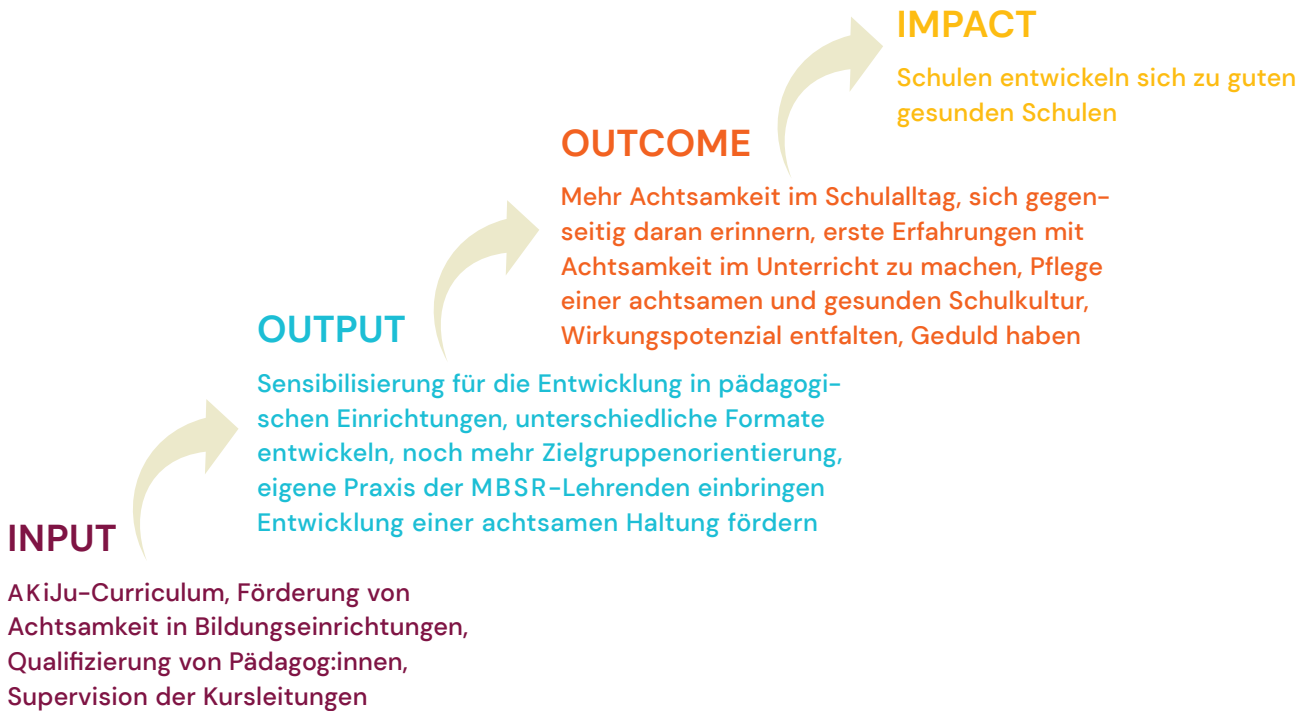 IMPACT
Schulen entwickeln sich zu guten
gesunden Schulen
OUTCOME
Mehr Achtsamkeit im Schulalltag, sich gegen-
seitig daran erinnern, erste Erfahrungen mit
Achtsamkeit im Unterricht zu machen, Pflege
einer achtsamen und gesunden Schulkultur,
Wirkungspotenzial entfalten, Geduld haben
OUTPUT
Sensibilisierung für die Entwicklung in pädagogi-
schen Einrichtungen, unterschiedliche Formate
entwickeln, noch mehr Zielgruppenorientierung,
eigene Praxis der MBSR-Lehrenden einbringen
Entwicklung einer achtsamen Haltung fördern
INPUT
AKiJu-Curriculum, Förderung von
Achtsamkeit in Bildungseinrichtungen,
Qualifizierung von Pädagog:innen,
Supervision der Kursleitungen